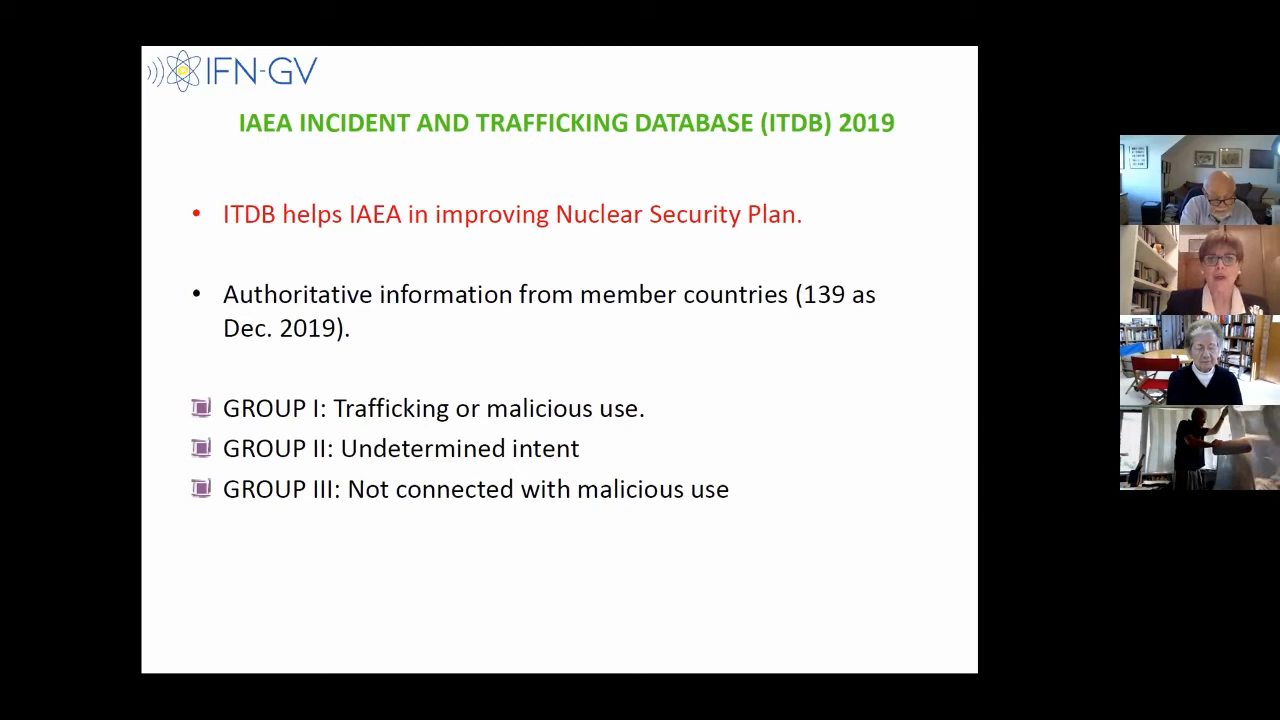 IFN-GV
IAEA INCIDENT AND TRAFFICKING DATABASE (ITDB) 2019
• ITDB helps IAEA in improving Nuclear Security Plan.
• Authoritative information from member countries (139 as
Dec. 2019).
GROUP I: Trafficking or malicious use.
GROUP II: Undetermined intent
GROUP III: Not connected with malicious use